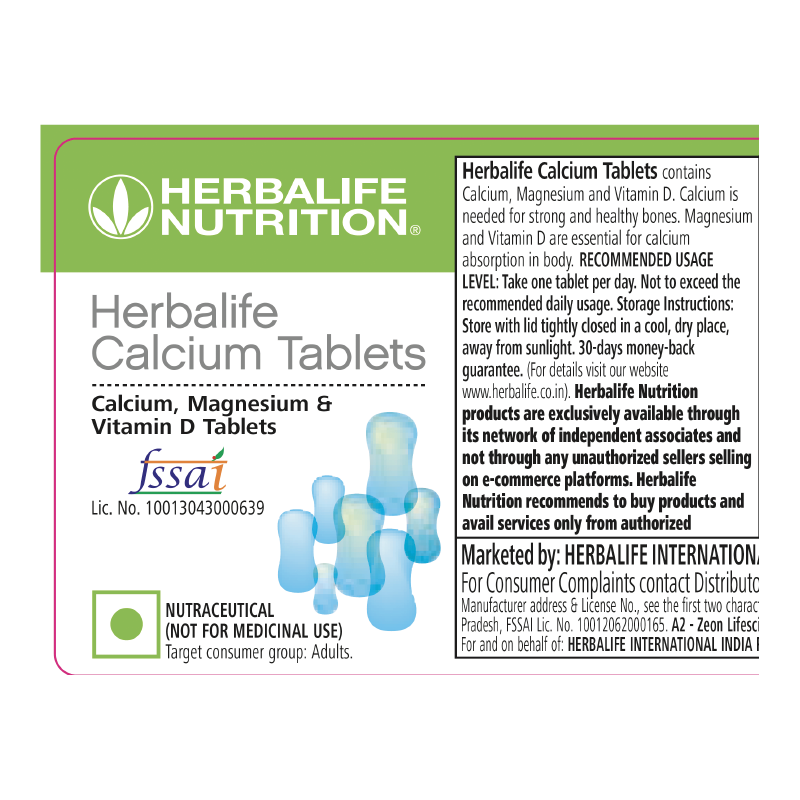 HERBALIFE
NUTRITION®
Herbalife
Calcium Tablets
Calcium, Magnesium &
Vitamin D Tablets
fssai
Lic. No. 10013043000639
NUTRACEUTICAL
(NOT FOR MEDICINAL USE)
Target consumer group: Adults.
Herbalife Calcium Tablets contains
Calcium, Magnesium and Vitamin D. Calcium is
needed for strong and healthy bones. Magnesium
and Vitamin D are essential for calcium
absorption in body. RECOMMENDED USAGE
LEVEL: Take one tablet per day. Not to exceed the
recommended daily usage. Storage Instructions:
Store with lid tightly closed in a cool, dry place,
away from sunlight. 30-days money-back
guarantee. (For details visit our website
www.herbalife.co.in). Herbalife Nutrition
products are exclusively available through
its network of independent associates and
not through any unauthorized sellers selling
on e-commerce platforms. Herbalife
Nutrition recommends to buy products and
avail services only from authorized
Marketed by: HERBALIFE INTERNATION
For Consumer Complaints contact Distributo
Manufacturer address & License No., see the first two charac
Pradesh, FSSAI Lic. No. 10012062000165. A2 - Zeon Lifesci
For and on behalf of: HERBALIFE INTERNATIONAL INDIA